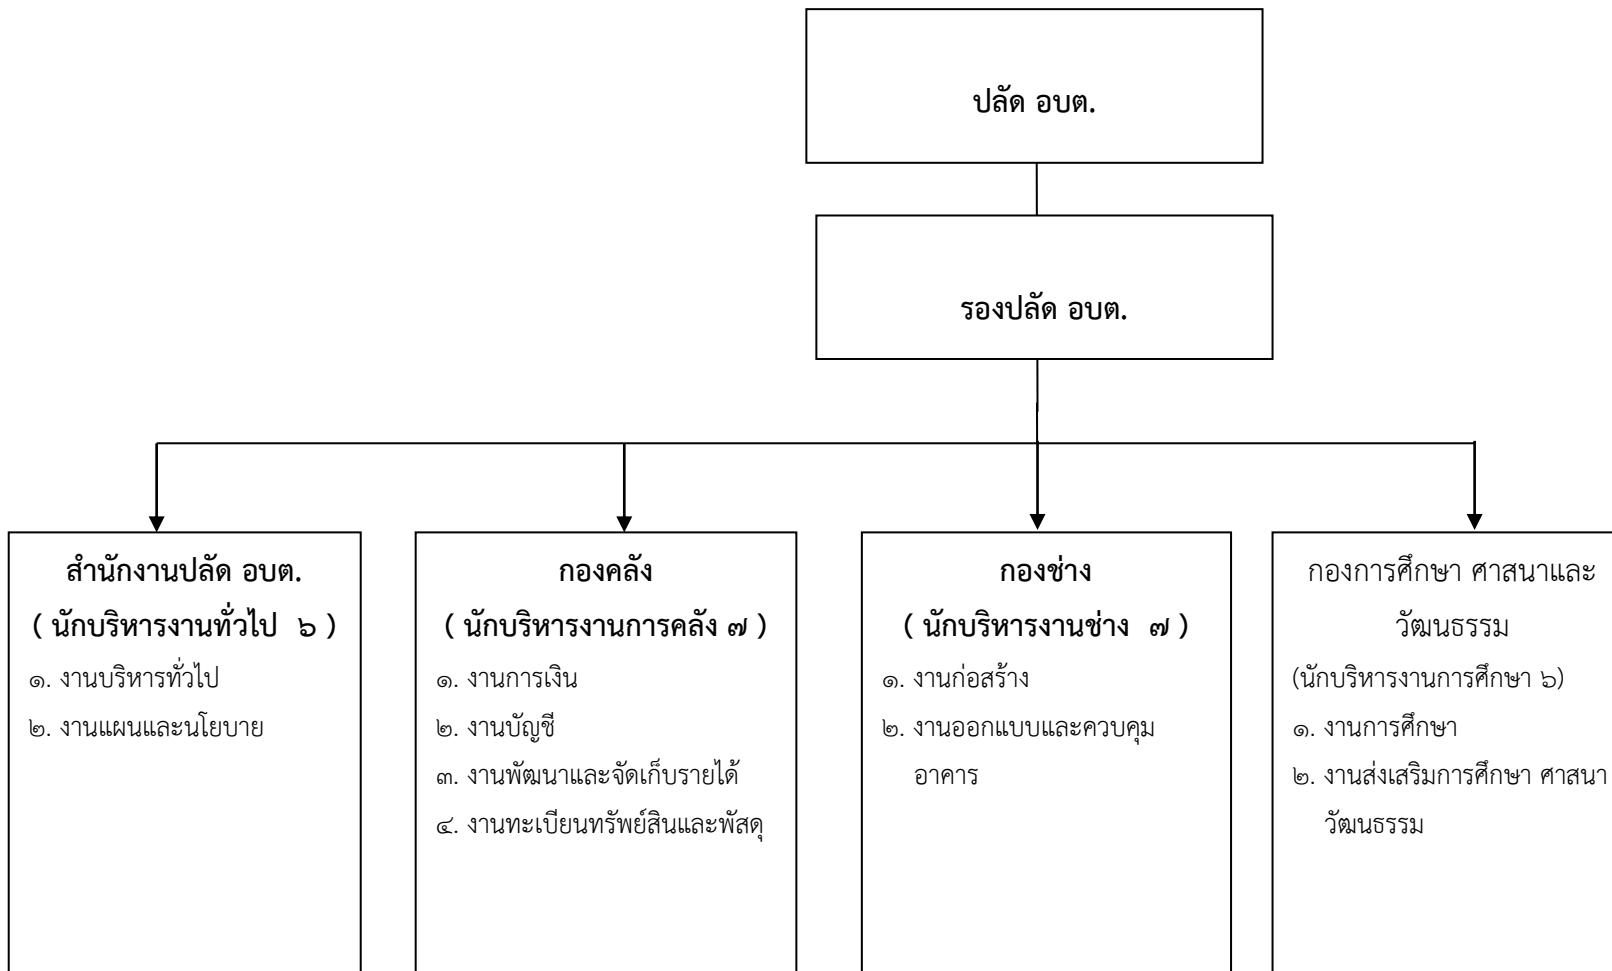 ปลัด อบต.
รองปลัด อบต.
สำนักงานปลัด อบต.
( นักบริหารงานทั่วไป ๖ )
๑. งานบริหารทั่วไป
๒. งานแผนและนโยบาย
กองคลัง
( นักบริหารงานการคลัง ๗ )
๑. งานการเงิน
๒. งานบัญชี
๓. งานพัฒนาและจัดเก็บรายได้
๔. งานทะเบียนทรัพย์สินและพัสดุ
กองช่าง
( นักบริหารงานช่าง ๗ )
๑. งานก่อสร้าง
๒. งานออกแบบและควบคุม
อาคาร
กองการศึกษา ศาสนาและ
วัฒนธรรม
(นักบริหารงานการศึกษา ๖)
๑. งานการศึกษา
๒. งานส่งเสริมการศึกษา ศาสนา
วัฒนธรรม